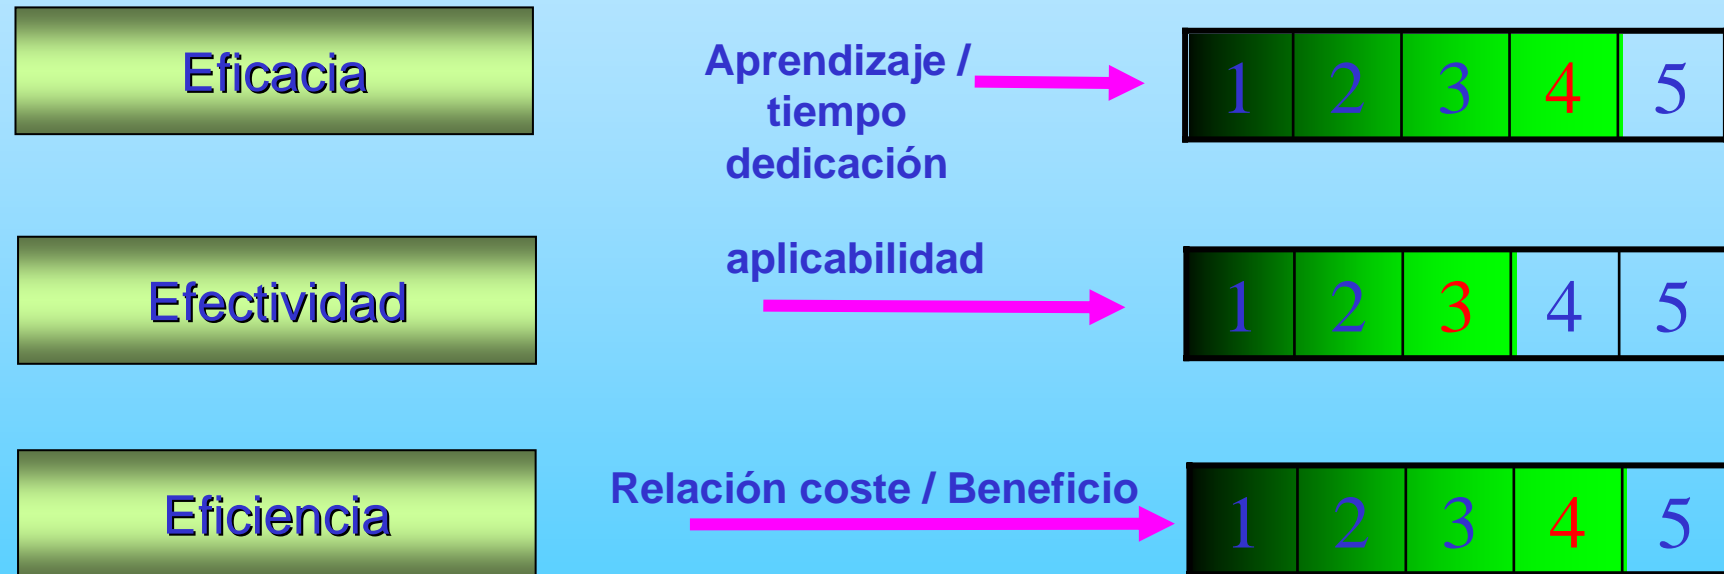 Eficacia
Aprendizaje /
tiempo
dedicación
1 2 3 4 5
Efectividad
aplicabilidad
1 2 3 4 5
Eficiencia
Relación coste / Beneficio
1 2 3 4 5